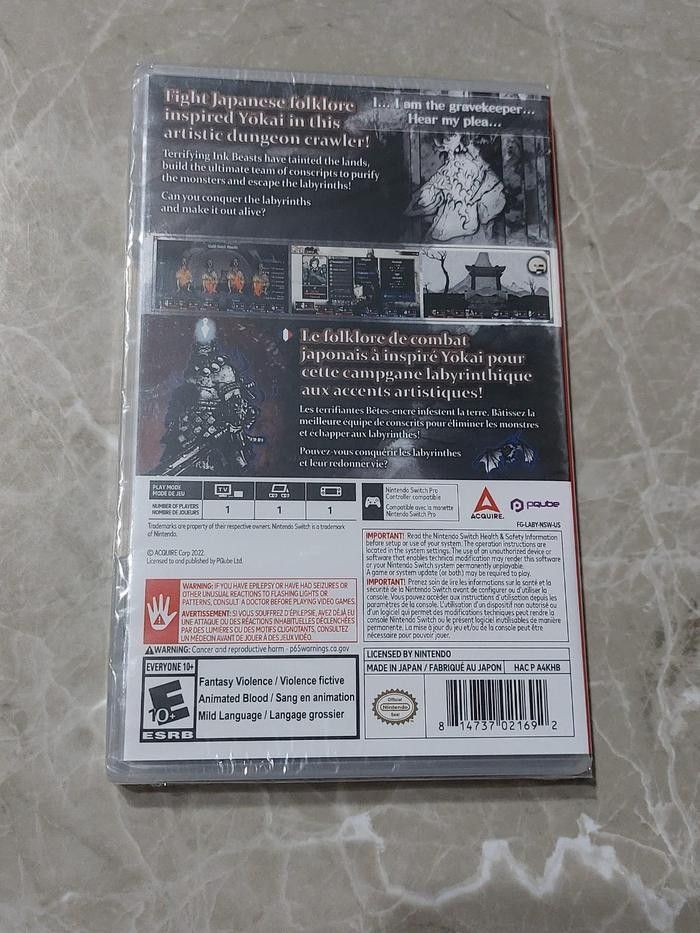 Fight Japanese folklore
inspired Yōkai in this
artistic dungeon crawler!
Terrifying Ink Beasts have tainted the lands,
build the ultimate team of conscripts to purify
the monsters and escape the labyrinths!
Can you conquer the labyrinths
and make it out alive?
I... I am the gravekeeper...
Hear my plea...
Le folklore de combat
japonais à inspiré Yōkai pour
cette campgane labyrinthique
aux accents artistiques!
Les terrifiantes Bêtes-encre infestent la terre. Bâtissez la
meilleure équipe de conscrits pour éliminer les monstres
et échapper aux labyrinthes!
Pouvez-vous conquérir les labyrinthes
et leur redonner vie?
PLAY MODE
MODE DE JEU
TV
NUMBER OF PLAYERS
NOMBRE DE JOUEURS
1 1 1
Nintendo Switch Pro
Controller compatible
Compatible avec la manette
Nintendo Switch Pro
ACQUIRE.
PQube
FG-LABY-NSW-US
Trademarks are property of their respective owners. Nintendo Switch is a trademark
of Nintendo.
© ACQUIRE Corp 2022.
Licensed to and published by PQube Ltd.
IMPORTANT! Read the Nintendo Switch Health & Safety Information
before setup or use of your system. The operation instructions are
located in the system settings. The use of an unauthorized device or
software that enables technical modification may render this software
or your Nintendo Switch system permanently unplayable.
A game or system update (or both) may be required to play.
IMPORTANT! Prenez soin de lire les informations sur la santé et la
sécurité de la Nintendo Switch avant de configurer ou d'utiliser la
console. Vous pouvez accéder aux instructions d'utilisation depuis les
paramètres de la console. L'utilisation d'un dispositif non autorisé ou
d'un logiciel qui permet des modifications techniques peut rendre la
console Nintendo Switch ou le présent logiciel inutilisables de manière
permanente. La mise à jour du jeu et/ou de la console peut être
nécessaire pour pouvoir jouer.
WARNING: IF YOU HAVE EPILEPSY OR HAVE HAD SEIZURES OR
OTHER UNUSUAL REACTIONS TO FLASHING LIGHTS OR
PATTERNS, CONSULT A DOCTOR BEFORE PLAYING VIDEO GAMES.
AVERTISSEMENT: SI VOUS SOUFFREZ D'ÉPILEPSIE, AVEZ DÉJÀ EU
UNE ATTAQUE OU DES RÉACTIONS INHABITUELLES DÉCLENCHÉES
PAR DES LUMIÈRES OU DES MOTIFS CLIGNOTANTS, CONSULTEZ
UN MÉDECIN AVANT DE JOUER À DES JEUX VIDÉO.
WARNING: Cancer and reproductive harm - p65warnings.ca.gov
EVERYONE 10+
E
10+
ESRB
Fantasy Violence / Violence fictive
Animated Blood / Sang en animation
Mild Language / Langage grossier
LICENSED BY NINTENDO
MADE IN JAPAN / FABRIQUÉ AU JAPON HAC P A4KHB
Official
Nintendo
Seal
8 14737 02169 2